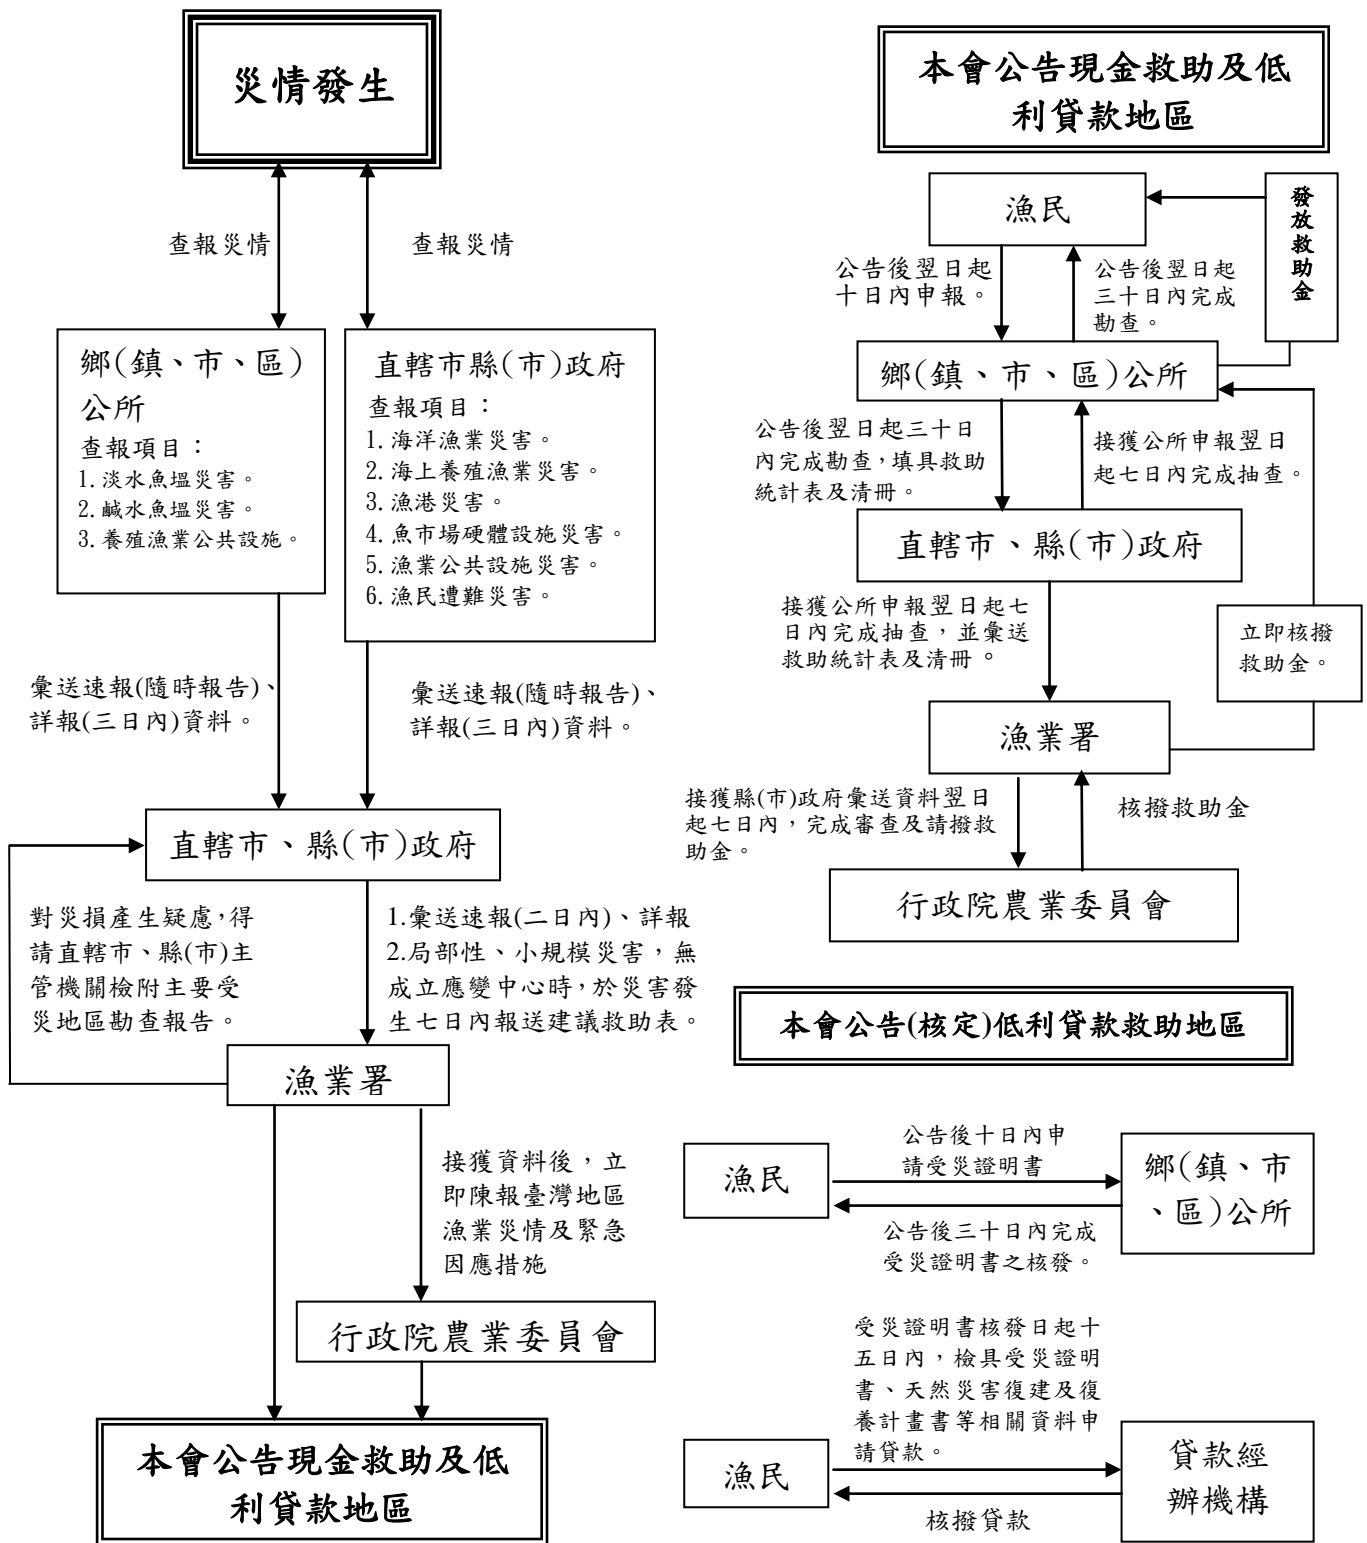 災情發生
查報災情
查報災情
鄉(鎮、市、區)
公所
查報項目：
1.淡水魚塭災害。
2.鹹水魚塭災害。
3.養殖漁業公共設施。
直轄市縣(市)政府
查報項目：
1.海洋漁業災害。
2.海上養殖漁業災害。
3.漁港災害。
4.魚市場硬體設施災害。
5.漁業公共設施災害。
6.漁民遭難災害。
彙送速報(隨時報告)、
詳報(三日內)資料。
彙送速報(隨時報告)、
詳報(三日內)資料。
直轄市、縣(市)政府
對災損產生疑慮，得
請直轄市、縣(市)主
管機關檢附主要受
災地區勘查報告。
1.彙送速報(二日內)、詳報
2.局部性、小規模災害，無
成立應變中心時，於災害發
生七日內報送建議救助表。
漁業署
接獲資料後，立
即陳報臺灣地區
漁業災情及緊急
因應措施
行政院農業委員會
本會公告現金救助及低
利貸款地區
本會公告現金救助及低
利貸款地區
漁民
發放救助金
公告後翌日起
十日內申報。
公告後翌日起
三十日內完成
勘查。
鄉(鎮、市、區)公所
公告後翌日起三十日
內完成勘查，填具救助
統計表及清冊。
接獲公所申報翌日
起七日內完成抽查。
直轄市、縣(市)政府
接獲公所申報翌日起七
日內完成抽查，並彙送
救助統計表及清冊。
立即核撥
救助金。
漁業署
接獲縣(市)政府彙送資料翌日
起七日內，完成審查及請撥救
助金。
核撥救助金
行政院農業委員會
本會公告(核定)低利貸款救助地區
漁民
公告後十日內申
請受災證明書
公告後三十日內完成
受災證明書之核發。
鄉(鎮、市
、區)公所
受災證明書核發日起十
五日內，檢具受災證明
書、天然災害復建及復
養計畫書等相關資料申
請貸款。
漁民
核撥貸款
貸款經
辦機構